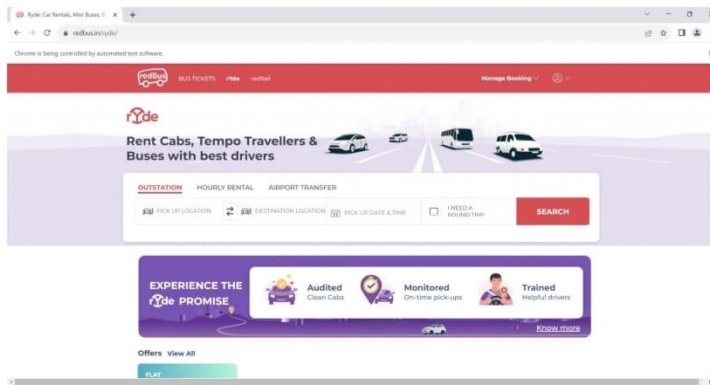 Ryde: Car Rentals, Mini Buses, E
redbus.in/ryde/
Chrome is being controlled by automated test software.
redBus BUS TICKETS rYde redRail Manage Booking
rYde
Rent Cabs, Tempo Travellers &
Buses with best drivers
OUTSTATION HOURLY RENTAL AIRPORT TRANSFER
PICK UP LOCATION DESTINATION LOCATION PICK UP DATE & TIME I NEED A
ROUND TRIP SEARCH
EXPERIENCE THE
rYde PROMISE
Audited
Clean Cabs
Monitored
On-time pick-ups
Trained
Helpful drivers
Know more
Offers View All
FLAT